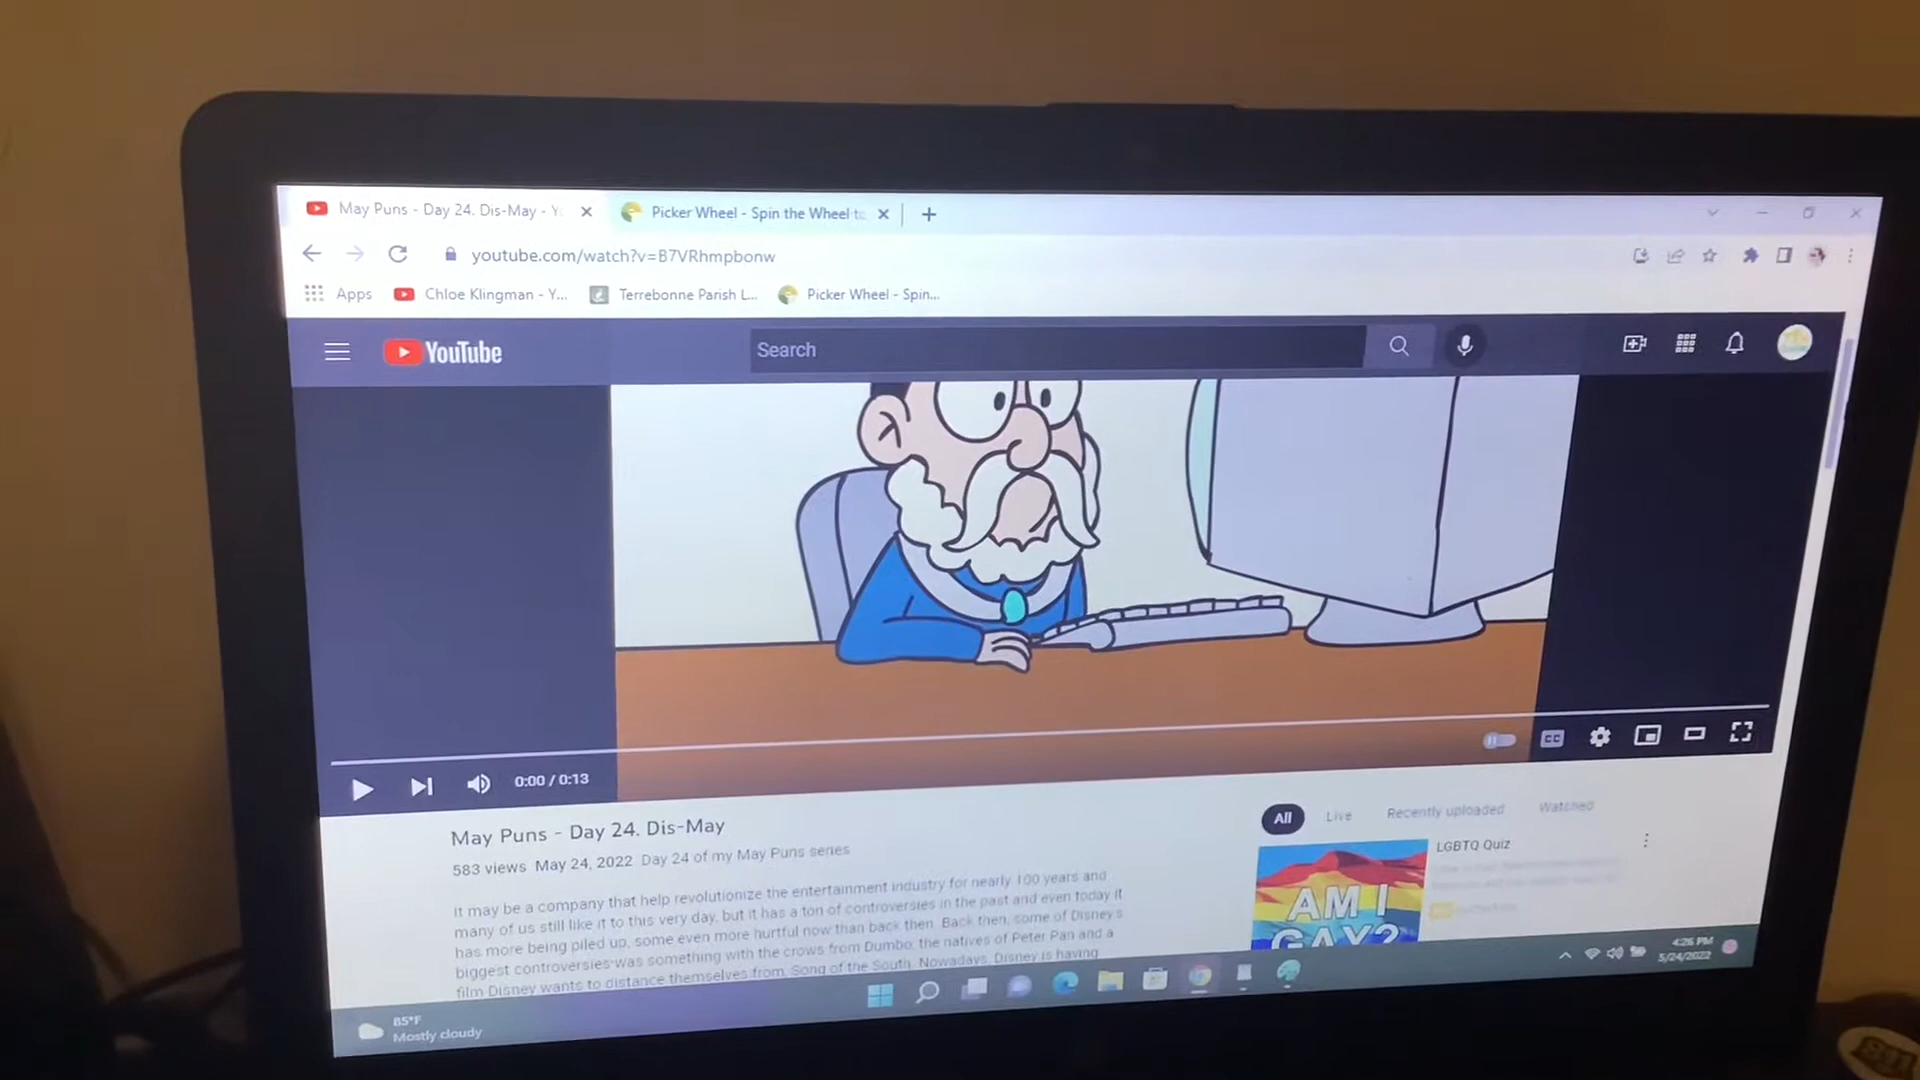 May Puns - Day 24. Dis-May - Y
Picker Wheel - Spin the Wheel to
youtube.com/watch?v=B7VRhmpbonw
Apps
Chloe Klingman - Y...
Terrebonne Parish L...
Picker Wheel - Spin...
YouTube
Search
CC
0:00 / 0:13
May Puns - Day 24. Dis-May
583 views May 24, 2022 Day 24 of my May Puns series
It may be a company that help revolutionize the entertainment industry for nearly 100 years and
many of us still like it to this very day, but it has a ton of controversies in the past and even today it
has more being piled up, some even more hurtful now than back then. Back then, some of Disney's
biggest controversies was something with the crows from Dumbo, the natives of Peter Pan and a
film Disney wants to distance themselves from, Song of the South. Nowadays, Disney is having
All
Live
Recently uploaded
Watched
LGBTQ Quiz
AM I
GAY?
85°F
Mostly cloudy
4:26 PM
5/24/2022